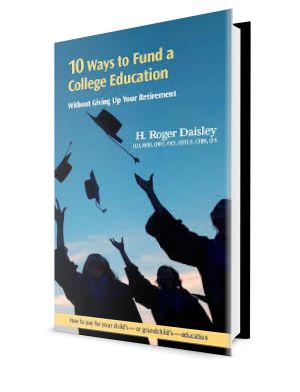 10 Ways to Fund a
College Education
Without Giving Up Your Retirement
H. Roger Daisley
How to pay for your child's—or grandchild's—education